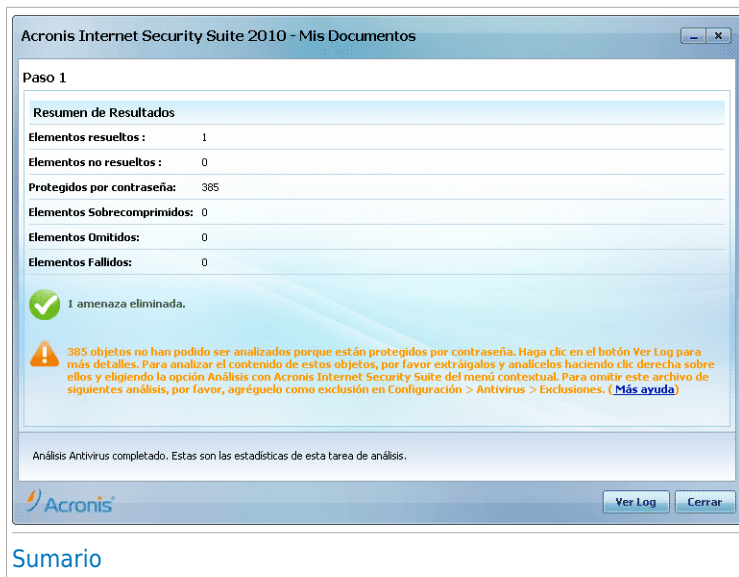 Acronis Internet Security Suite 2010 - Mis Documentos
Paso 1
Resumen de Resultados
Elementos resueltos : 1
Elementos no resueltos : 0
Protegidos por contraseña: 385
Elementos Sobrecomprimidos: 0
Elementos Omitidos: 0
Elementos Fallidos: 0
1 amenaza eliminada.
385 objetos no han podido ser analizados porque están protegidos por contraseña. Haga clic en el botón Ver Log para
más detalles. Para analizar el contenido de estos objetos, por favor extráigalos y analícelos haciendo clic derecha sobre
ellos y eligiendo la opción Análisis con Acronis Internet Security Suite del menú contextual. Para omitir este archivo de
siguientes análisis, por favor, agréguelo como exclusión en Configuración > Antivirus > Exclusiones. ( Más ayuda)
Análisis Antivirus completado. Estas son las estadísticas de esta tarea de análisis.
Acronis
Ver Log Cerrar
Sumario